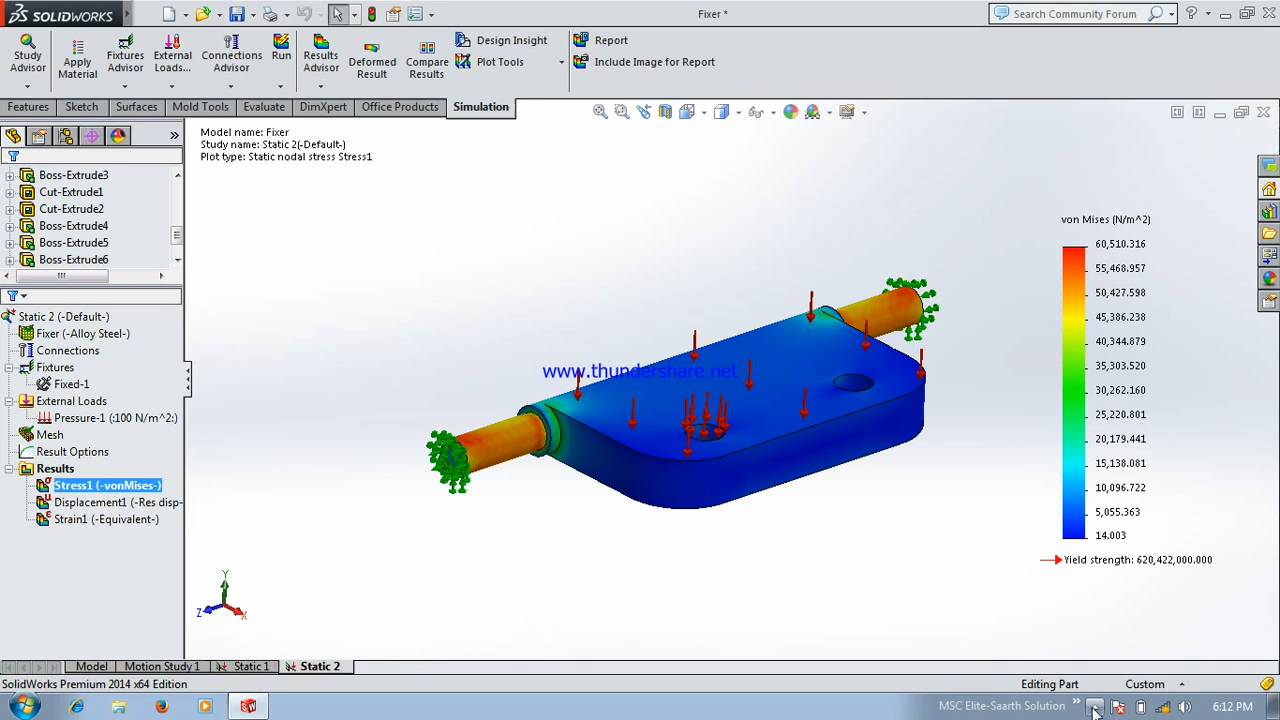 SOLIDWORKS
Fixer *
Search Community Forum
Study Advisor
Apply Material
Fixtures Advisor
External Loads...
Connections Advisor
Run
Results Advisor
Deformed Result
Compare Results
Design Insight
Plot Tools
Report
Include Image for Report
Features
Sketch
Surfaces
Mold Tools
Evaluate
DimXpert
Office Products
Simulation
Boss-Extrude3
Cut-Extrude1
Cut-Extrude2
Boss-Extrude4
Boss-Extrude5
Boss-Extrude6
Static 2 (-Default-)
Fixer (-Alloy Steel-)
Connections
Fixtures
Fixed-1
External Loads
Pressure-1 (:100 N/m^2:)
Mesh
Result Options
Results
Stress1 (-vonMises-)
Displacement1 (-Res disp-
Strain1 (-Equivalent-)
Model name: Fixer
Study name: Static 2(-Default-)
Plot type: Static nodal stress Stress1
www.thundershare.net
von Mises (N/m^2)
60,510.316
55,468.957
50,427.598
45,386.238
40,344.879
35,303.520
30,262.160
25,220.801
20,179.441
15,138.081
10,096.722
5,055.363
14.003
Yield strength: 620,422,000.000
Y
Z
X
Model
Motion Study 1
Static 1
Static 2
SolidWorks Premium 2014 x64 Edition
Editing Part
Custom
MSC Elite-Saarth Solution
6:12 PM